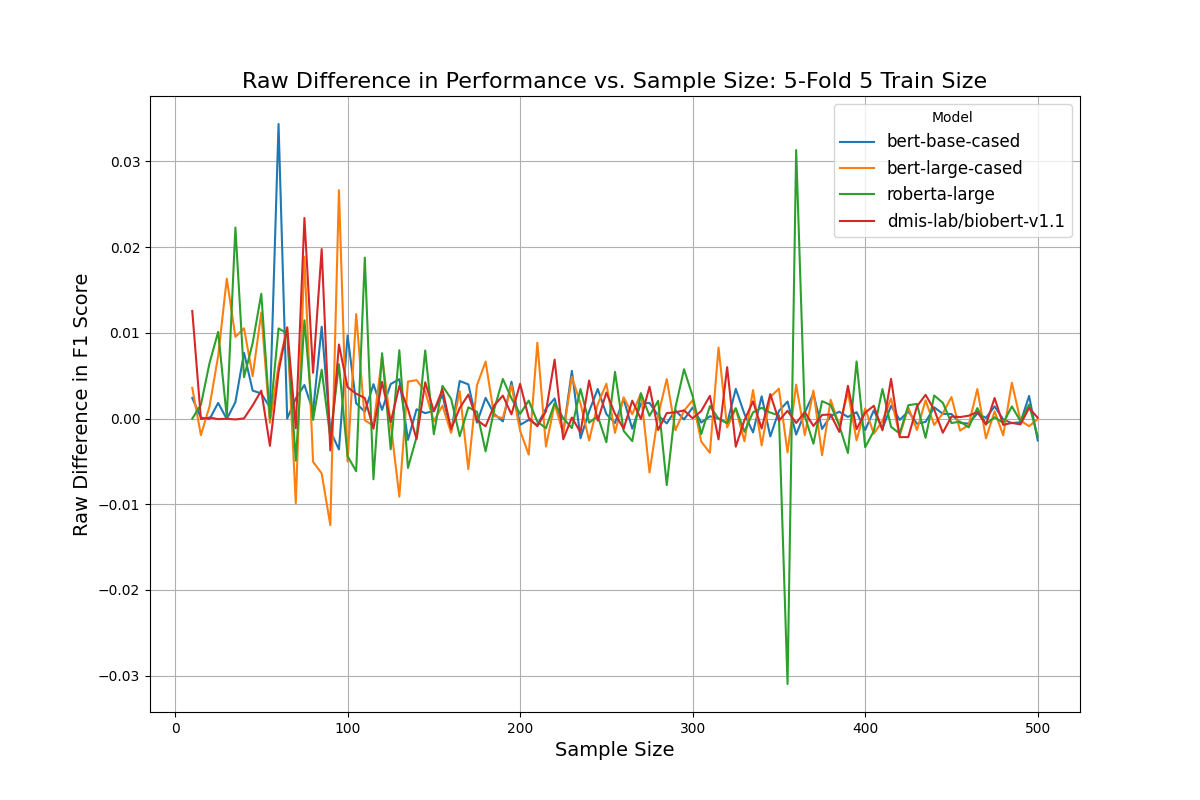 Raw Difference in Performance vs. Sample Size: 5-Fold 5 Train Size
Model
bert-base-cased
bert-large-cased
roberta-large
dmis-lab/biobert-v1.1
Raw Difference in F1 Score
0.03
0.02
0.01
0.00
−0.01
−0.02
−0.03
0
100
200
300
400
500
Sample Size